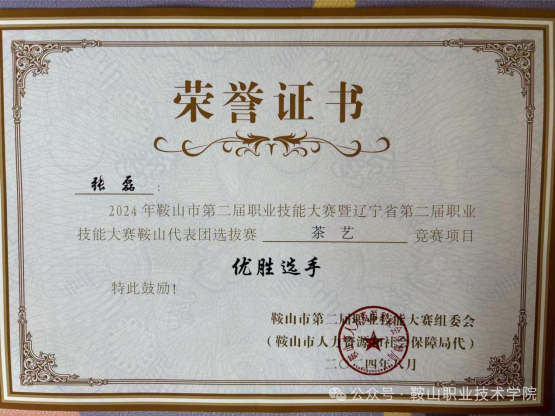 荣誉证书
张磊：
2024年鞍山市第二届职业技能大赛暨辽宁省第二届职业
技能大赛鞍山代表团选拔赛 茶艺 竞赛项目
优胜选手
特此鼓励！
鞍山市第二届职业技能大赛组委会
（鞍山市人力资源和社会保障局代）
二〇二四年八月
公众号·鞍山职业技术学院